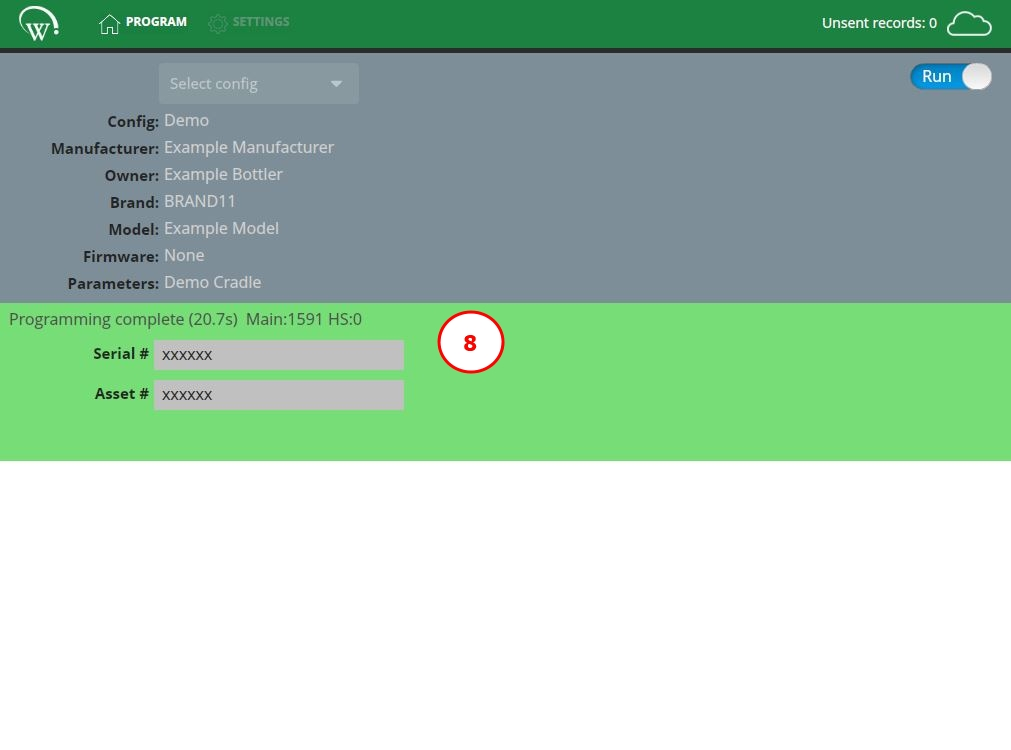 W PROGRAM SETTINGS Unsent records: 0
Select config Run
Config: Demo
Manufacturer: Example Manufacturer
Owner: Example Bottler
Brand: BRAND11
Model: Example Model
Firmware: None
Parameters: Demo Cradle
Programming complete (20.7s) Main:1591 HS:0
8
Serial # xxxxxx
Asset # xxxxxx